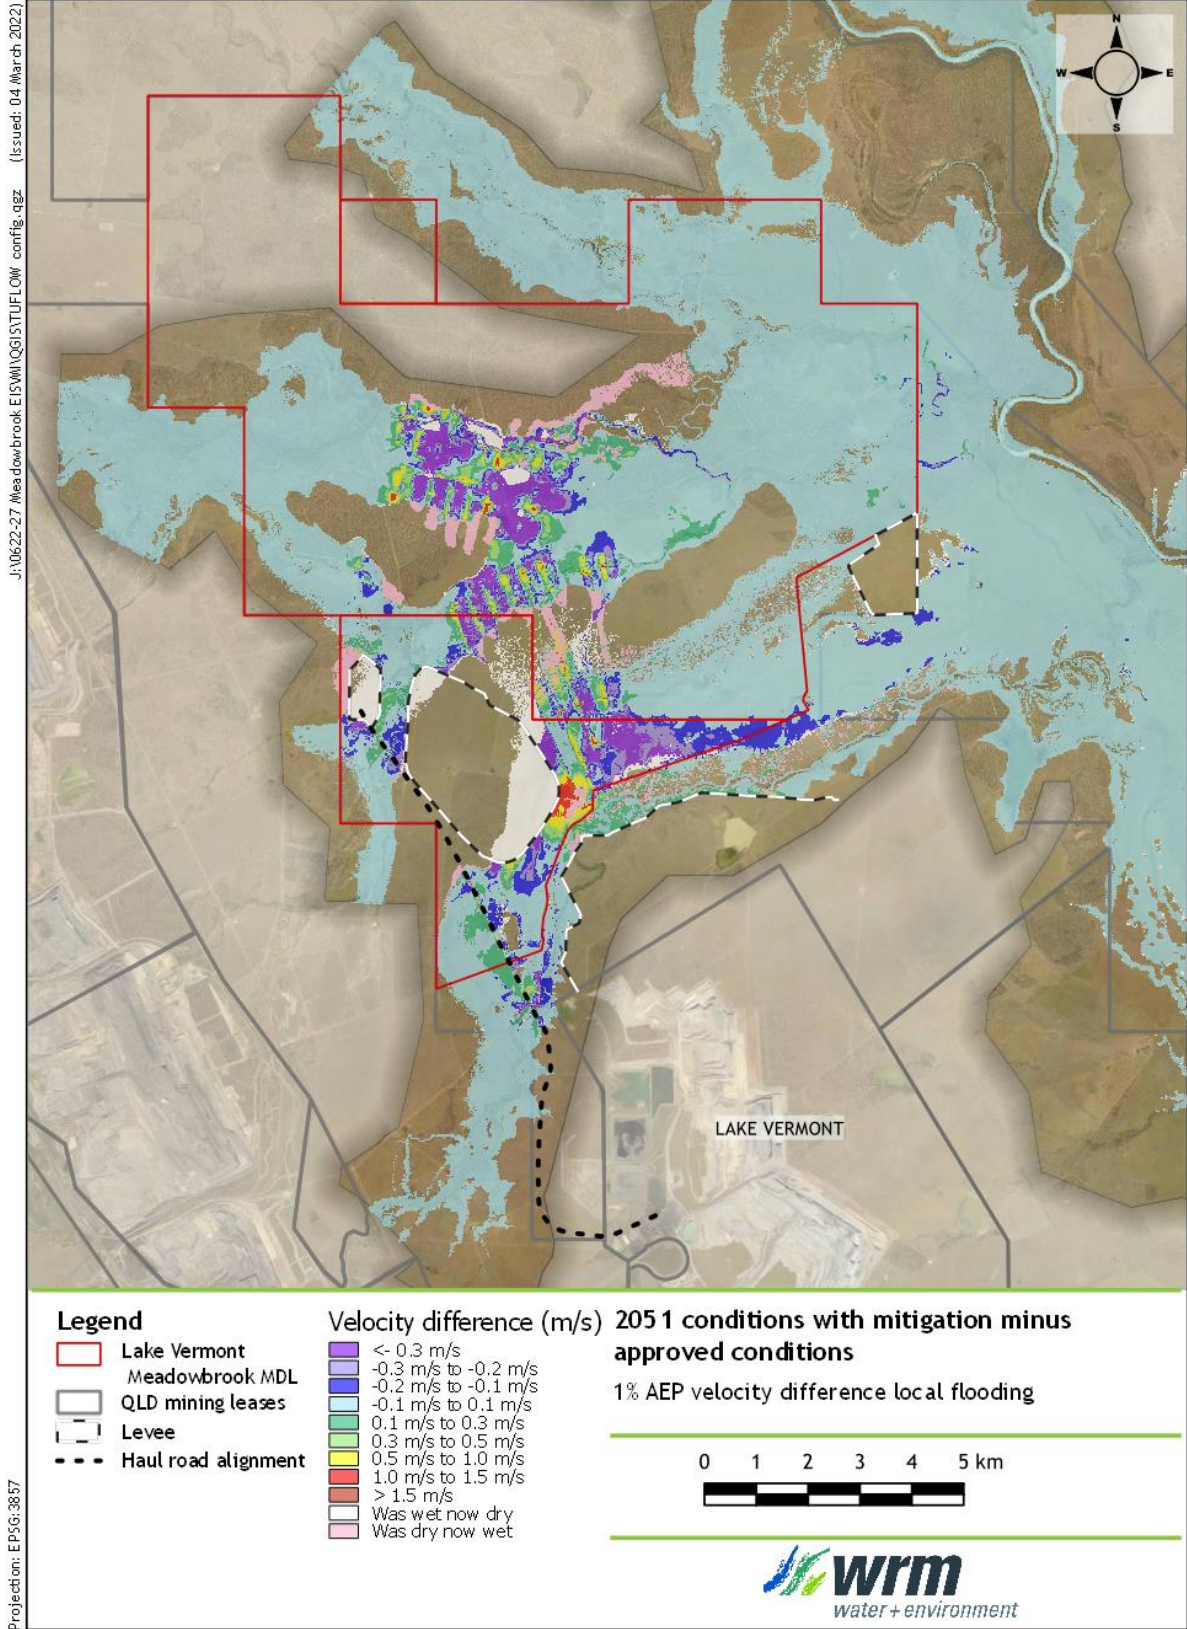 (Issued: 04 March 2022)
J:\0622-27 Meadowbrook EIS\WI\QGIS\TUFLOW config.qgz
Projection: EPSG:3857
N
W
E
S
LAKE VERMONT
Legend
Lake Vermont
Meadowbrook MDL
QLD mining leases
Levee
Haul road alignment
Velocity difference (m/s)
<- 0.3 m/s
-0.3 m/s to -0.2 m/s
-0.2 m/s to -0.1 m/s
-0.1 m/s to 0.1 m/s
0.1 m/s to 0.3 m/s
0.3 m/s to 0.5 m/s
0.5 m/s to 1.0 m/s
1.0 m/s to 1.5 m/s
> 1.5 m/s
Was wet now dry
Was dry now wet
2051 conditions with mitigation minus
approved conditions
1% AEP velocity difference local flooding
0 1 2 3 4 5 km
wrm
water + environment